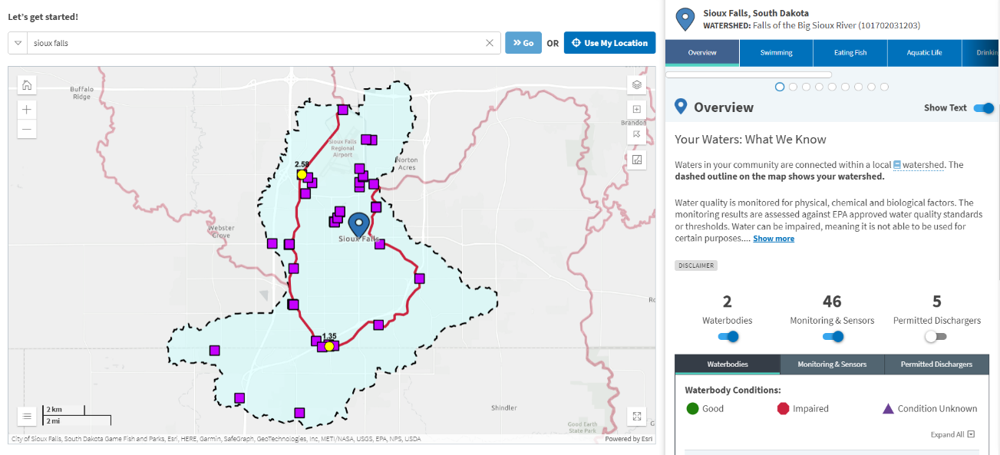 Let's get started!
sioux falls
Go
OR
Use My Location
Buffalo
Ridge
Sioux Falls
Regional
Airport
Brandon
Norton
Acres
2.58
Webster
Grove
Sioux Falls
1.35
Shindler
Good Earth
State Park
2 km
2 mi
City of Sioux Falls, South Dakota Game Fish and Parks, Esri, HERE, Garmin, SafeGraph, GeoTechnologies, Inc, METI/NASA, USGS, EPA, NPS, USDA
Powered by Esri
Sioux Falls, South Dakota
WATERSHED: Falls of the Big Sioux River (101702031203)
Overview
Swimming
Eating Fish
Aquatic Life
Drinkin
Overview
Show Text
Your Waters: What We Know
Waters in your community are connected within a local watershed. The
dashed outline on the map shows your watershed.
Water quality is monitored for physical, chemical and biological factors. The
monitoring results are assessed against EPA approved water quality standards
or thresholds. Water can be impaired, meaning it is not able to be used for
certain purposes.... Show more
DISCLAIMER
2
Waterbodies
46
Monitoring & Sensors
5
Permitted Dischargers
Waterbodies
Monitoring & Sensors
Permitted Dischargers
Waterbody Conditions:
Good
Impaired
Condition Unknown
Expand All